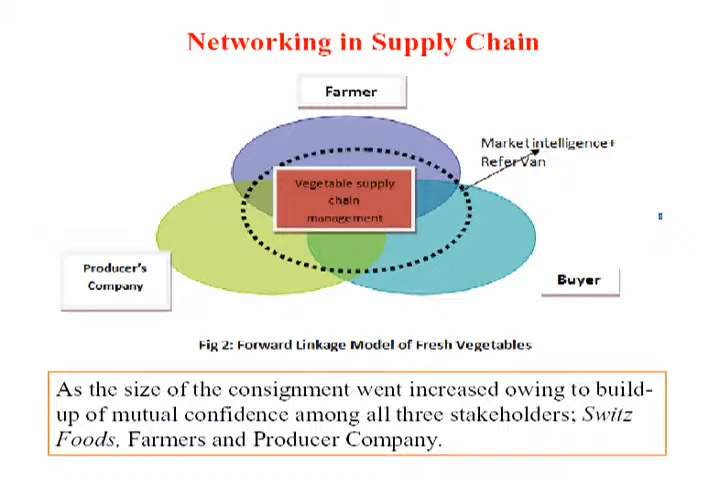 Networking in Supply Chain
Farmer
Market intelligence+
Refer Van
Vegetable supply
chain
management
Producer's
Company
Buyer
Fig 2: Forward Linkage Model of Fresh Vegetables
As the size of the consignment went increased owing to build-
up of mutual confidence among all three stakeholders; Switz
Foods, Farmers and Producer Company.